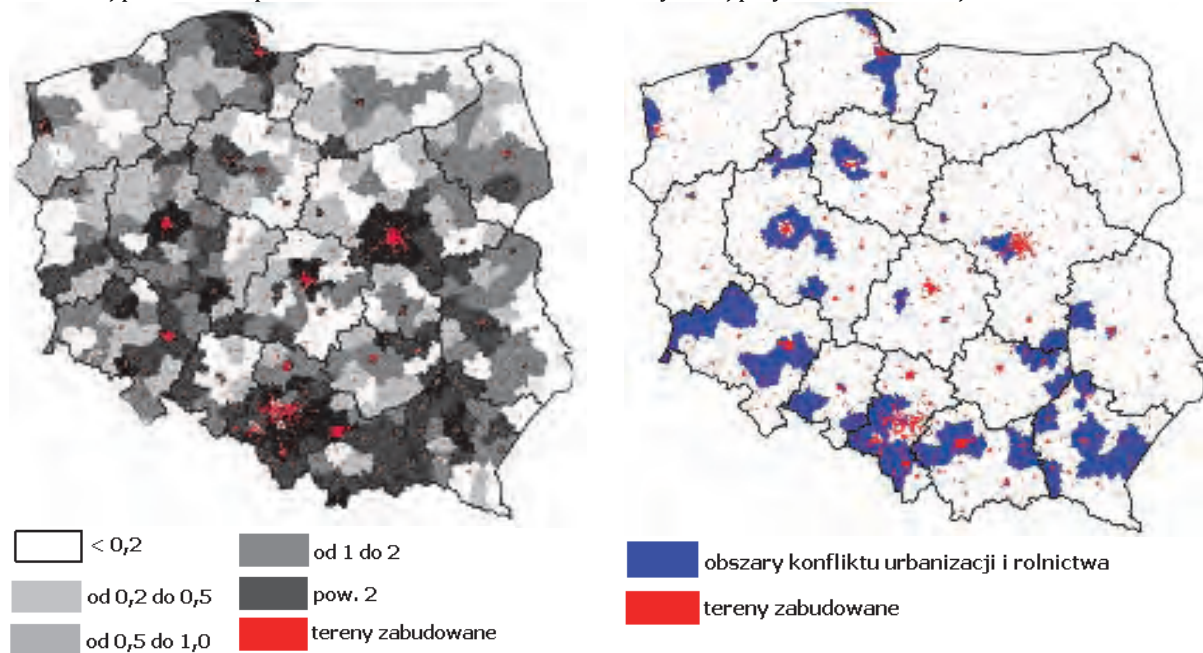 < 0,2
od 0,2 do 0,5
od 0,5 do 1,0
od 1 do 2
pow. 2
tereny zabudowane
obszary konfliktu urbanizacji i rolnictwa
tereny zabudowane